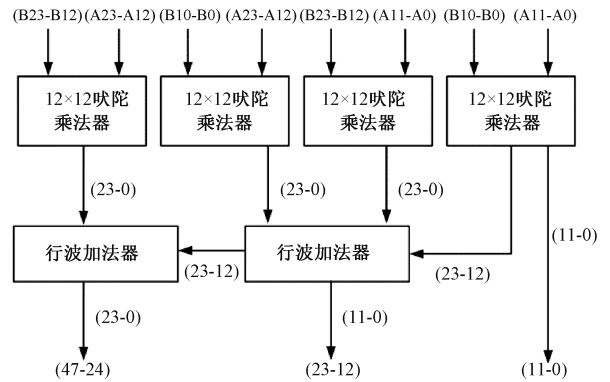 (B23-B12) (A23-A12) (B10-B0) (A23-A12) (B23-B12) (A11-A0) (B10-B0) (A11-A0)
12×12吠陀 12×12吠陀 12×12吠陀 12×12吠陀
乘法器 乘法器 乘法器 乘法器
(23-0) (23-0) (23-0)
(11-0)
行波加法器 行波加法器
(23-12) (23-12)
(23-0) (11-0)
(47-24) (23-12) (11-0)